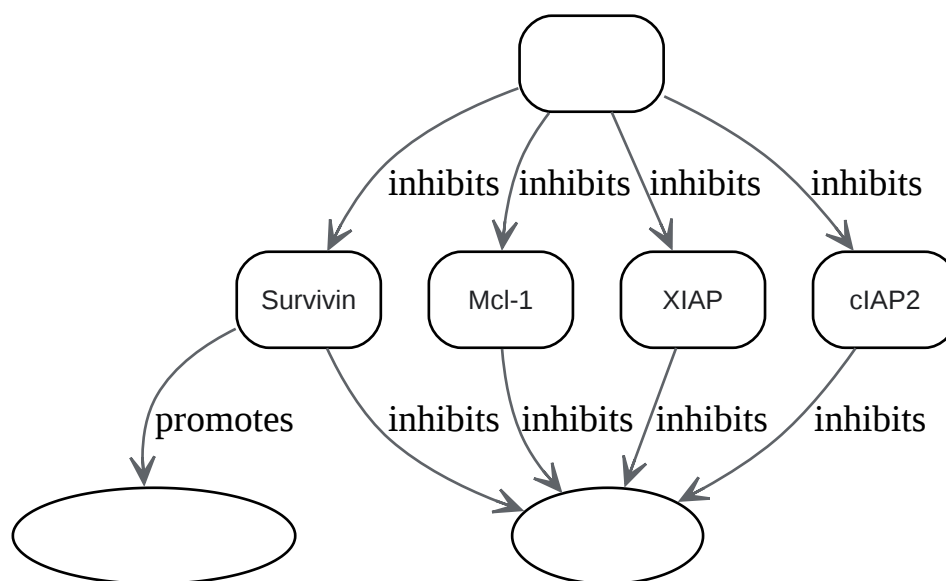 inhibits inhibits inhibits inhibits
Survivin Mcl-1 XIAP cIAP2
promotes inhibits inhibits inhibits inhibits